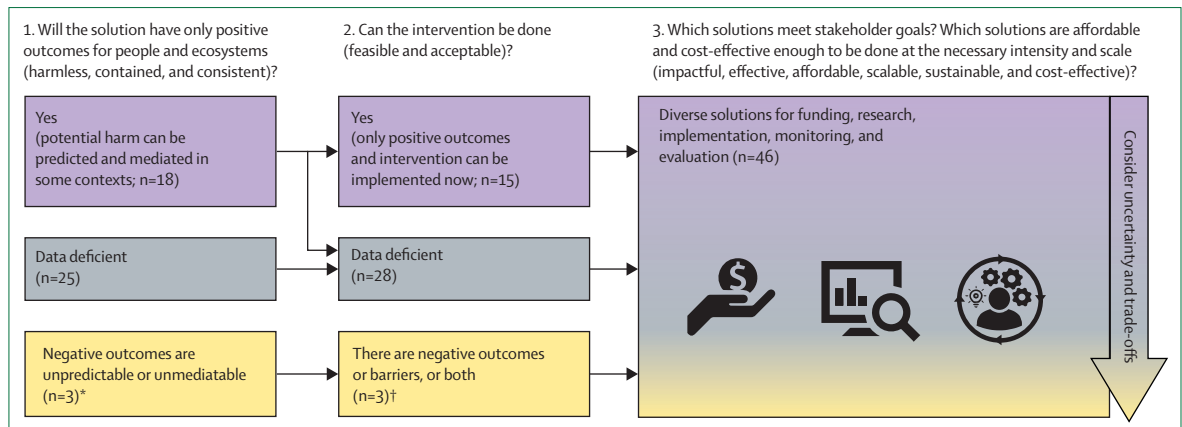 1. Will the solution have only positive
outcomes for people and ecosystems
(harmless, contained, and consistent)?
2. Can the intervention be done
(feasible and acceptable)?
3. Which solutions meet stakeholder goals? Which solutions are affordable
and cost-effective enough to be done at the necessary intensity and scale
(impactful, effective, affordable, scalable, sustainable, and cost-effective)?
Yes
(potential harm can be
predicted and mediated in
some contexts; n=18)
Yes
(only positive outcomes
and intervention can be
implemented now; n=15)
Diverse solutions for funding, research,
implementation, monitoring, and
evaluation (n=46)
Consider uncertainty and trade-offs
Data deficient
(n=25)
Data deficient
(n=28)
$
Negative outcomes are
unpredictable or unmediatable
(n=3)*
There are negative outcomes
or barriers, or both
(n=3)†